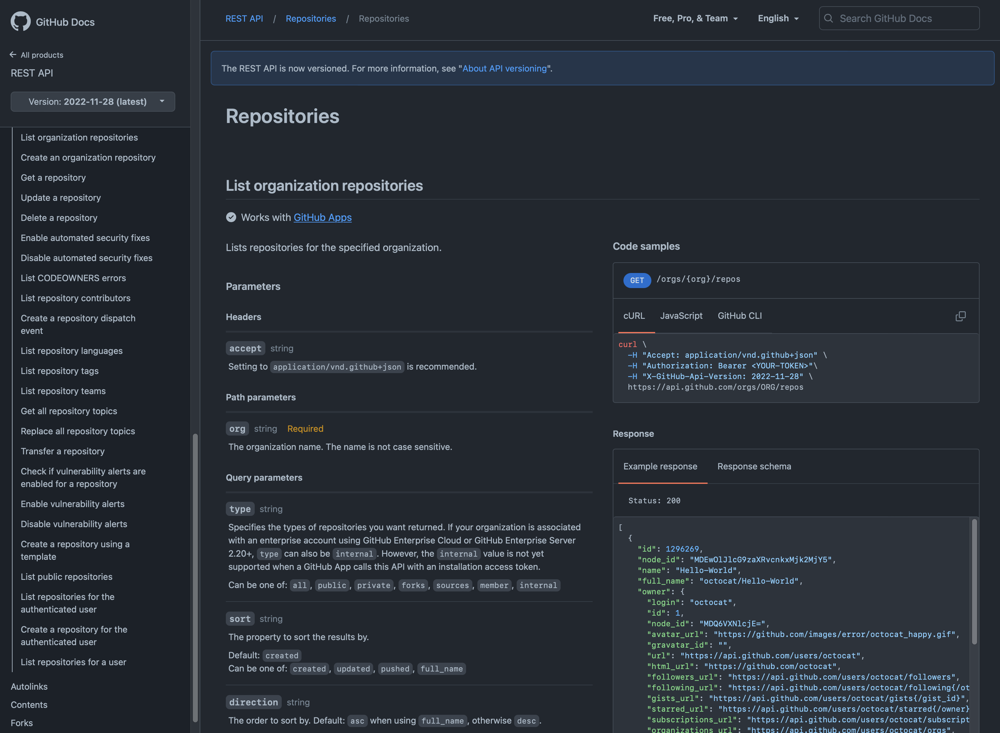 GitHub Docs
All products
REST API
Version: 2022-11-28 (latest)
List organization repositories
Create an organization repository
Get a repository
Update a repository
Delete a repository
Enable automated security fixes
Disable automated security fixes
List CODEOWNERS errors
List repository contributors
Create a repository dispatch
event
List repository languages
List repository tags
List repository teams
Get all repository topics
Replace all repository topics
Transfer a repository
Check if vulnerability alerts are
enabled for a repository
Enable vulnerability alerts
Disable vulnerability alerts
Create a repository using a
template
List public repositories
List repositories for the
authenticated user
Create a repository for the
authenticated user
List repositories for a user
Autolinks
Contents
Forks
REST API / Repositories / Repositories
Free, Pro, & Team
English
Search GitHub Docs
The REST API is now versioned. For more information, see "About API versioning".
Repositories
List organization repositories
Works with GitHub Apps
Lists repositories for the specified organization.
Parameters
Headers
accept string
Setting to application/vnd.github+json is recommended.
Path parameters
org string Required
The organization name. The name is not case sensitive.
Query parameters
type string
Specifies the types of repositories you want returned. If your organization is associated
with an enterprise account using GitHub Enterprise Cloud or GitHub Enterprise Server
2.20+, type can also be internal. However, the internal value is not yet
supported when a GitHub App calls this API with an installation access token.
Can be one of: all, public, private, forks, sources, member, internal
sort string
The property to sort the results by.
Default: created
Can be one of: created, updated, pushed, full_name
direction string
The order to sort by. Default: asc when using full_name, otherwise desc.
Code samples
GET /orgs/{org}/repos
cURL JavaScript GitHub CLI
curl \
-H "Accept: application/vnd.github+json" \
-H "Authorization: Bearer <YOUR-TOKEN>"\
-H "X-GitHub-Api-Version: 2022-11-28" \
https://api.github.com/orgs/ORG/repos
Response
Example response Response schema
Status: 200
[
{
"id": 1296269,
"node_id": "MDEwOlJlcG9zaXRvcnkxMjk2MjY5",
"name": "Hello-World",
"full_name": "octocat/Hello-World",
"owner": {
"login": "octocat",
"id": 1,
"node_id": "MDQ6VXNlcjE=",
"avatar_url": "https://github.com/images/error/octocat_happy.gif",
"gravatar_id": "",
"url": "https://api.github.com/users/octocat",
"html_url": "https://github.com/octocat",
"followers_url": "https://api.github.com/users/octocat/followers",
"following_url": "https://api.github.com/users/octocat/following{/ot
"gists_url": "https://api.github.com/users/octocat/gists{/gist_id}",
"starred_url": "https://api.github.com/users/octocat/starred{/owner}
"subscriptions_url": "https://api.github.com/users/octocat/subscript
"organizations_url": "https://api.github.com/users/octocat/orgs",